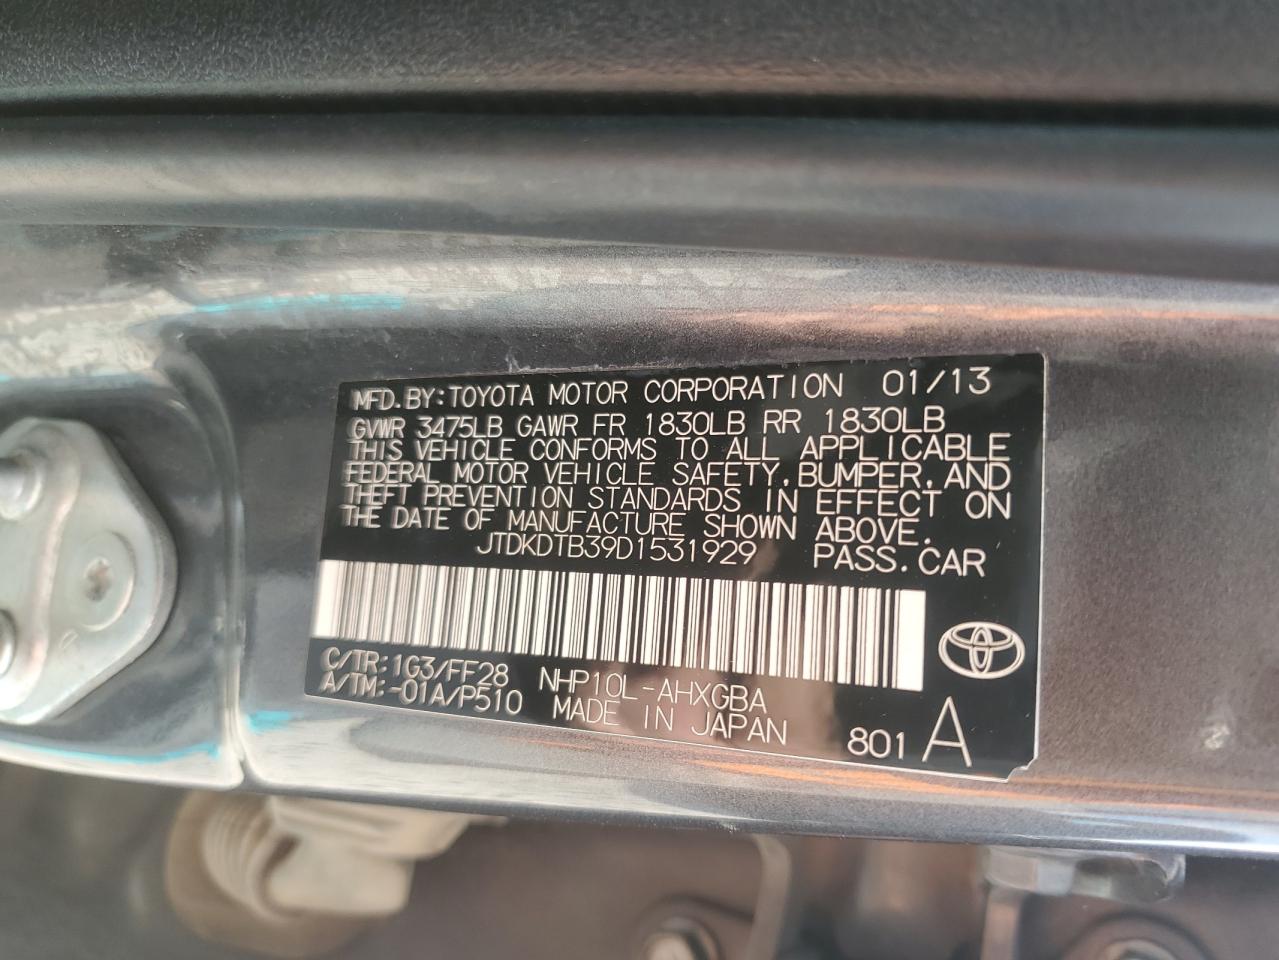 MFD.BY:TOYOTA MOTOR CORPORATION 01/13
GVWR 3475LB GAWR FR 1830LB RR 1830LB
THIS VEHICLE CONFORMS TO ALL APPLICABLE
FEDERAL MOTOR VEHICLE SAFETY,BUMPER,AND
THEFT PREVENTION STANDARDS IN EFFECT ON
THE DATE OF MANUFACTURE SHOWN ABOVE.
JTDKDTB39D1531929 PASS.CAR
C/TR:1G3/FF28 NHP10L-AHXGBA
A/TM:-01A/P510 MADE IN JAPAN 801 A